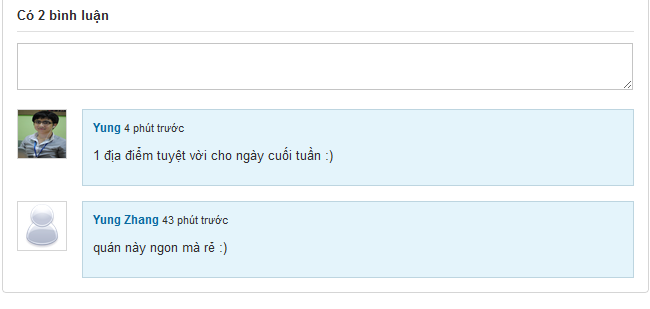 Có 2 bình luận
Yung 4 phút trước
1 địa điểm tuyệt vời cho ngày cuối tuần :)
Yung Zhang 43 phút trước
quán này ngon mà rẻ :)